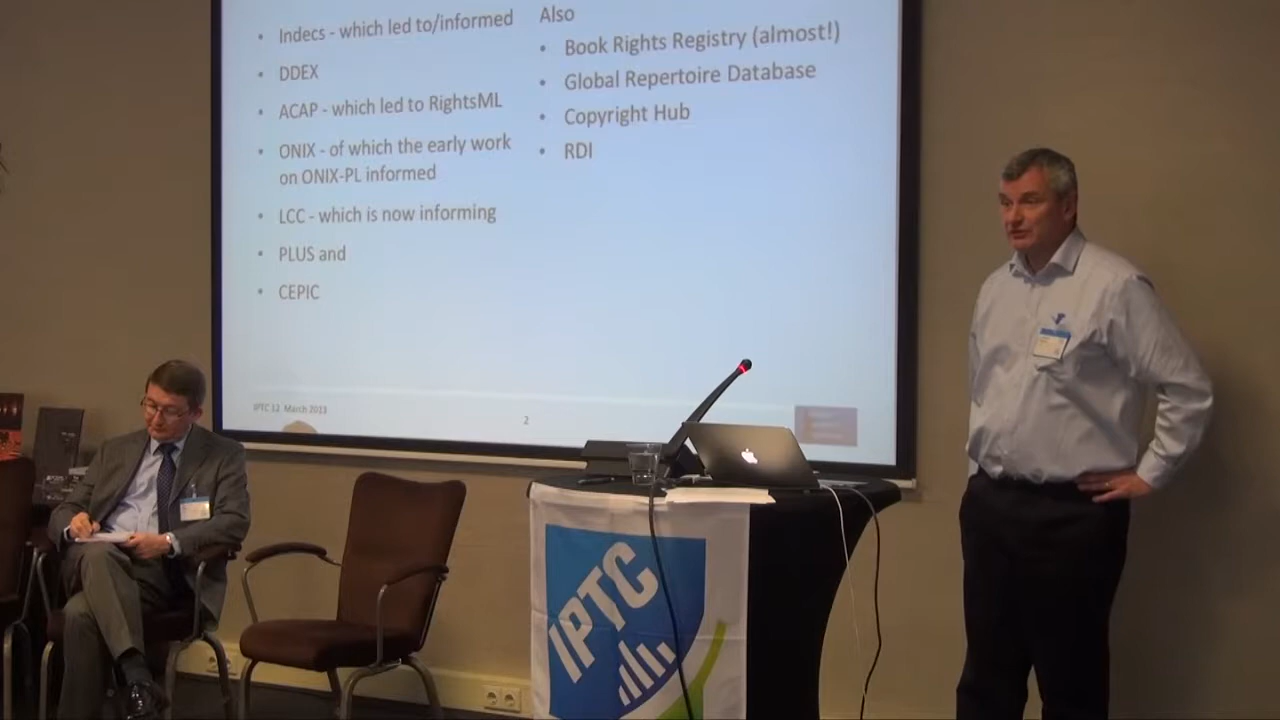 • Indecs - which led to/informed
• DDEX
• ACAP - which led to RightsML
• ONIX - of which the early work
on ONIX-PL informed
• LCC - which is now informing
• PLUS and
• CEPIC
Also
• Book Rights Registry (almost!)
• Global Repertoire Database
• Copyright Hub
• RDI
IPTC 12 March 2013
2
IPTC